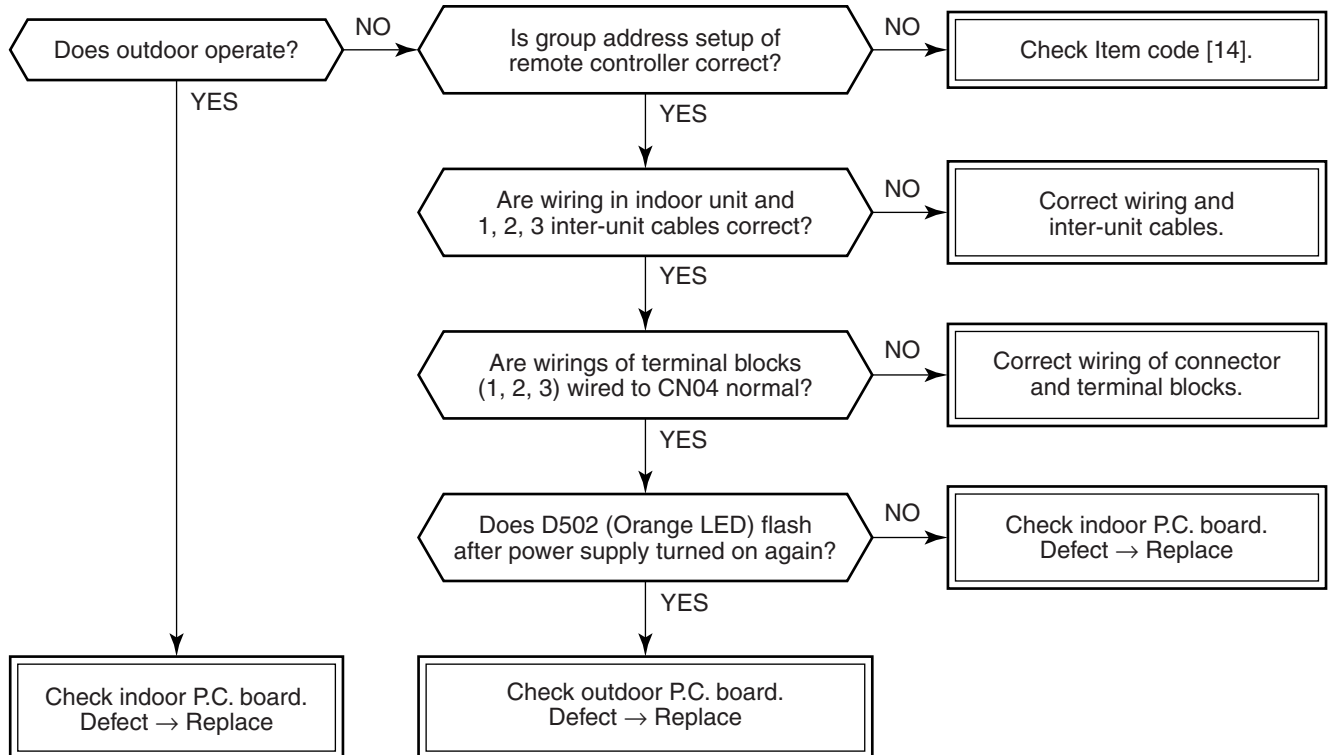 Does outdoor operate?
NO
Is group address setup of
remote controller correct?
NO
Check Item code [14].
YES
YES
Are wiring in indoor unit and
1, 2, 3 inter-unit cables correct?
NO
Correct wiring and
inter-unit cables.
YES
Are wirings of terminal blocks
(1, 2, 3) wired to CN04 normal?
NO
Correct wiring of connector
and terminal blocks.
YES
Does D502 (Orange LED) flash
after power supply turned on again?
NO
Check indoor P.C. board.
Defect → Replace
YES
Check indoor P.C. board.
Defect → Replace
Check outdoor P.C. board.
Defect → Replace